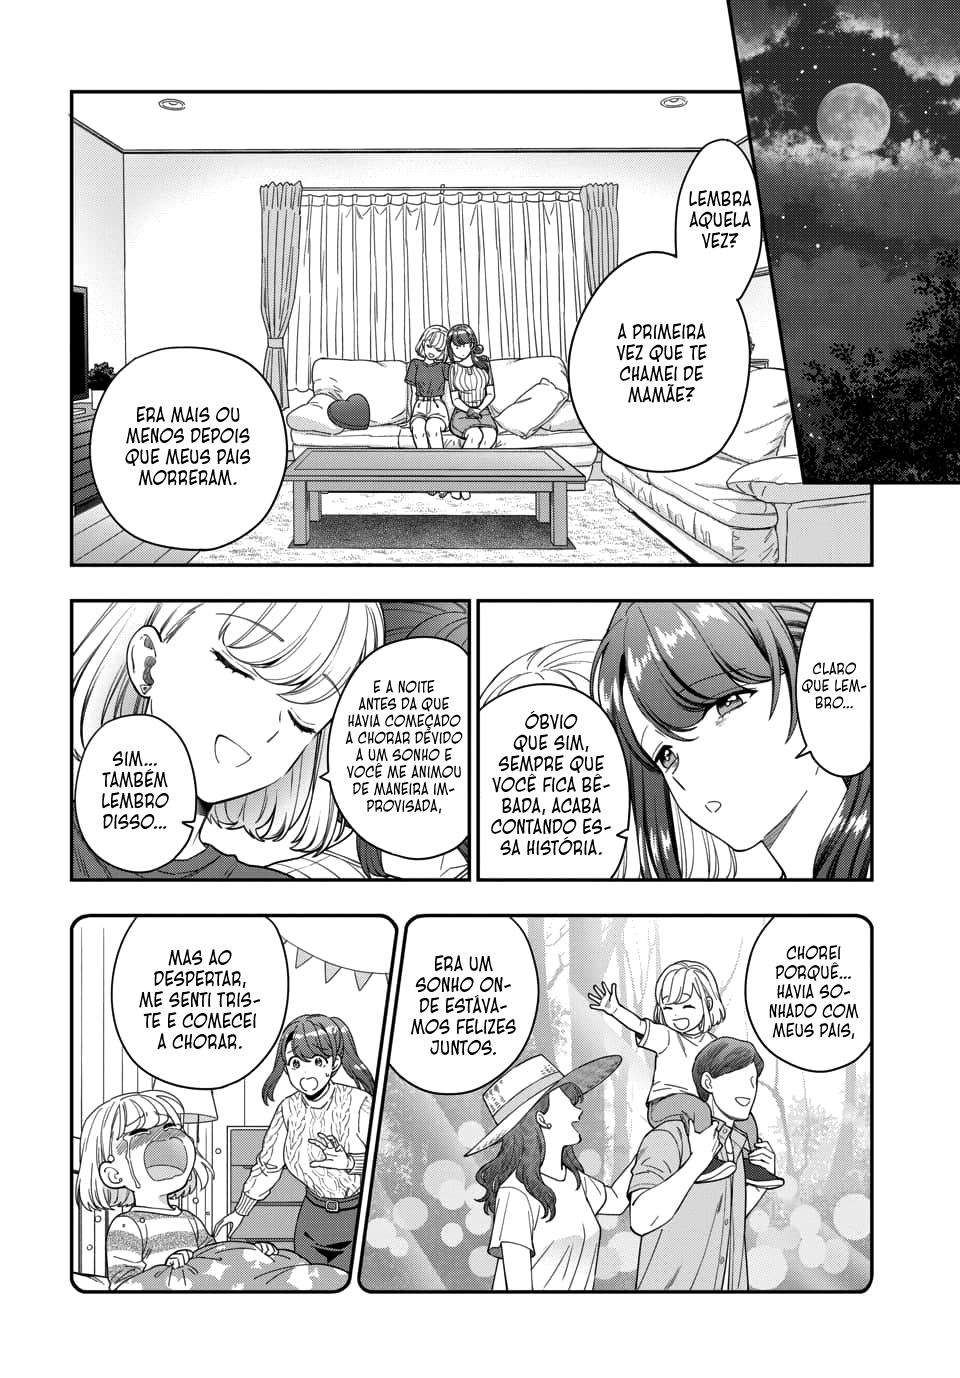 LEMBRA
AQUELA
VEZ?
A PRIMEIRA
VEZ QUE TE
CHAMEI DE
MAMÃE?
ERA MAIS OU
MENOS DEPOIS
QUE MEUS PAIS
MORRERAM.
CLARO
QUE LEM-
BRO...
ÓBVIO
QUE SIM,
SEMPRE QUE
VOCÊ FICA BÊ-
BADA, ACABA
CONTANDO ES-
SA HISTÓRIA.
E A NOITE
ANTES DA QUE
HAVIA COMEÇADO
A CHORAR DEVIDO
A UM SONHO E
VOCÊ ME ANIMOU
DE MANEIRA IM-
PROVISADA,
SIM...
TAMBÉM
LEMBRO
DISSO...
CHOREI
PORQUÊ...
HAVIA SO-
NHADO COM
MEUS PAIS,
ERA UM
SONHO ON-
DE ESTÁVA-
MOS FELIZES
JUNTOS.
MAS AO
DESPERTAR,
ME SENTI TRIS-
TE E COMECEI
A CHORAR.